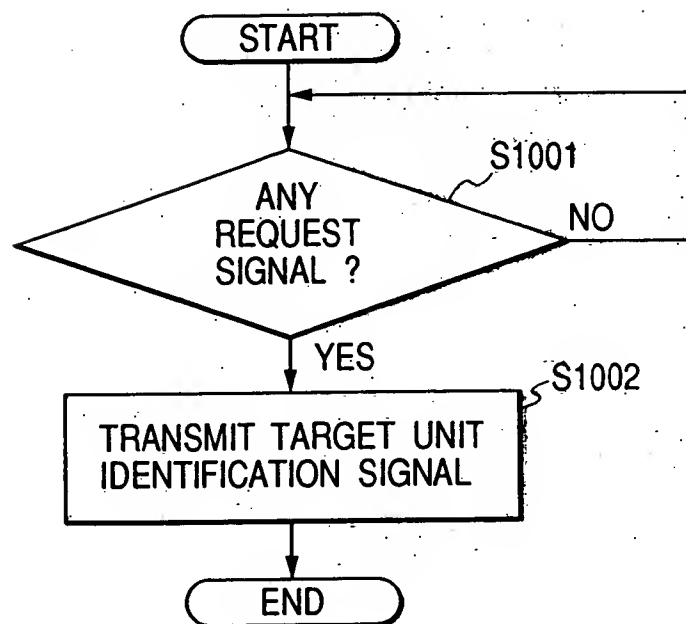 START
S1001
ANY
REQUEST
SIGNAL ?
NO
YES
S1002
TRANSMIT TARGET UNIT
IDENTIFICATION SIGNAL
END